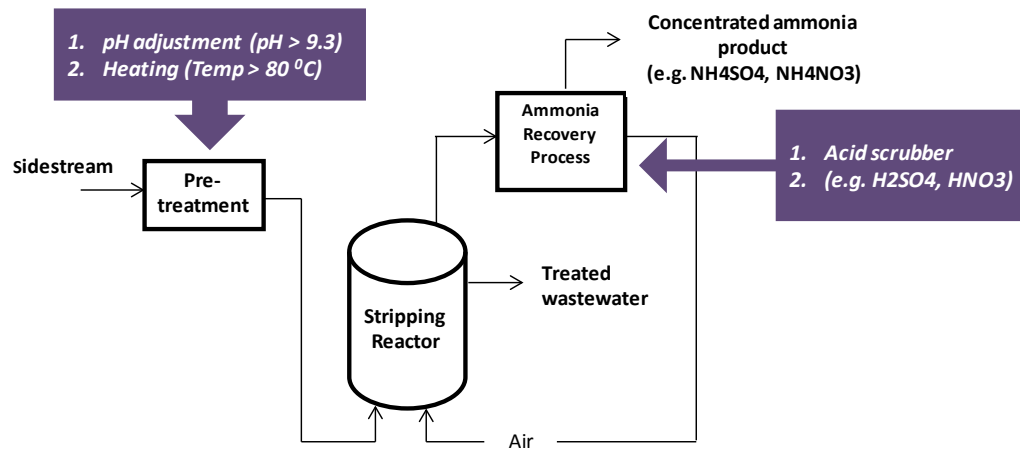 1. pH adjustment (pH > 9.3)
2. Heating (Temp > 80 ⁰C)
Concentrated ammonia
product
(e.g. NH4SO4, NH4NO3)
Ammonia
Recovery
Process
1. Acid scrubber
2. (e.g. H2SO4, HNO3)
Sidestream
Pre-
treatment
Treated
wastewater
Stripping
Reactor
Air